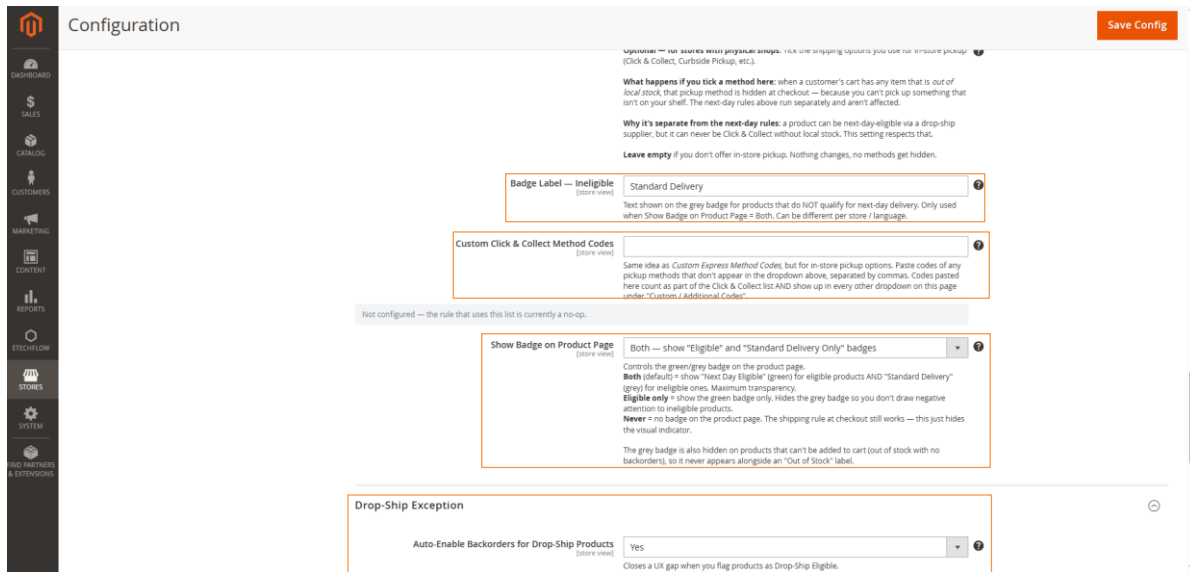 Configuration
Save Config
DASHBOARD
SALES
CATALOG
CUSTOMERS
MARKETING
CONTENT
REPORTS
ETECHFLOW
STORES
SYSTEM
FIND PARTNERS
& EXTENSIONS
Optional — for stores with physical shops. Tick the shipping options you use for in-store pickup
(Click & Collect, Curbside Pickup, etc.).
What happens if you tick a method here: when a customer's cart has any item that is out of
local stock, that pickup method is hidden at checkout — because you can't pick up something that
isn't on your shelf. The next-day rules above run separately and aren't affected.
Why it's separate from the next-day rules: a product can be next-day-eligible via a drop-ship
supplier, but it can never be Click & Collect without local stock. This setting respects that.
Leave empty if you don't offer in-store pickup. Nothing changes, no methods get hidden.
Badge Label — Ineligible
[store view]
Standard Delivery
Text shown on the grey badge for products that do NOT qualify for next-day delivery. Only used
when Show Badge on Product Page = Both. Can be different per store / language.
Custom Click & Collect Method Codes
[store view]
Same idea as Custom Express Method Codes, but for in-store pickup options. Paste codes of any
pickup methods that don't appear in the dropdown above, separated by commas. Codes pasted
here count as part of the Click & Collect list AND show up in every other dropdown on this page
under "Custom / Additional Codes".
Not configured — the rule that uses this list is currently a no-op.
Show Badge on Product Page
[store view]
Both — show "Eligible" and "Standard Delivery Only" badges
Controls the green/grey badge on the product page.
Both (default) = show "Next Day Eligible" (green) for eligible products AND "Standard Delivery"
(grey) for ineligible ones. Maximum transparency.
Eligible only = show the green badge only. Hides the grey badge so you don't draw negative
attention to ineligible products.
Never = no badge on the product page. The shipping rule at checkout still works — this just hides
the visual indicator.
The grey badge is also hidden on products that can't be added to cart (out of stock with no
backorders), so it never appears alongside an "Out of Stock" label.
Drop-Ship Exception
Auto-Enable Backorders for Drop-Ship Products
[store view]
Yes
Closes a UX gap when you flag products as Drop-Ship Eligible.